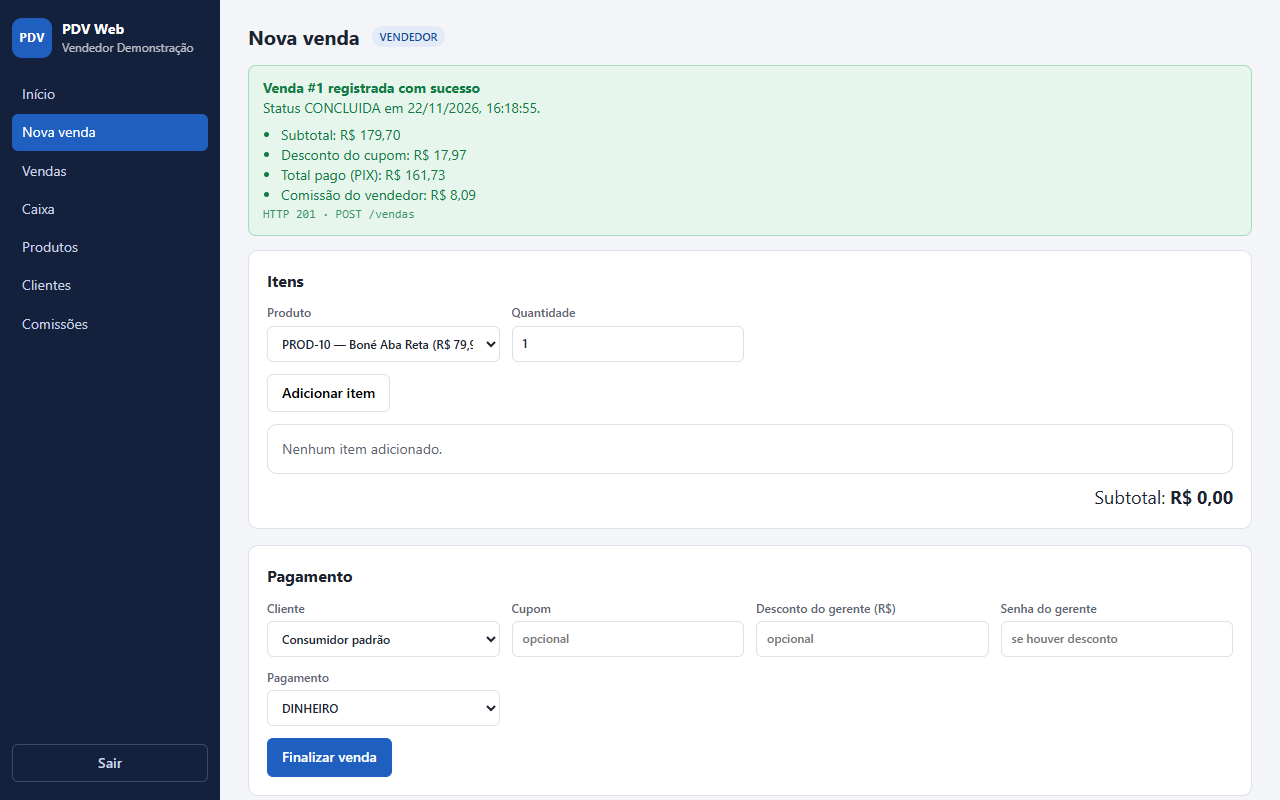 PDV
PDV Web
Vendedor Demonstração
Início
Nova venda
Vendas
Caixa
Produtos
Clientes
Comissões
Sair
Nova venda
VENDEDOR
Venda #1 registrada com sucesso
Status CONCLUIDA em 22/11/2026, 16:18:55.
• Subtotal: R$ 179,70
• Desconto do cupom: R$ 17,97
• Total pago (PIX): R$ 161,73
• Comissão do vendedor: R$ 8,09
HTTP 201 · POST /vendas
Itens
Produto
Quantidade
PROD-10 — Boné Aba Reta (R$ 79,9
1
Adicionar item
Nenhum item adicionado.
Subtotal: R$ 0,00
Pagamento
Cliente
Cupom
Desconto do gerente (R$)
Senha do gerente
Consumidor padrão
opcional
opcional
se houver desconto
Pagamento
DINHEIRO
Finalizar venda